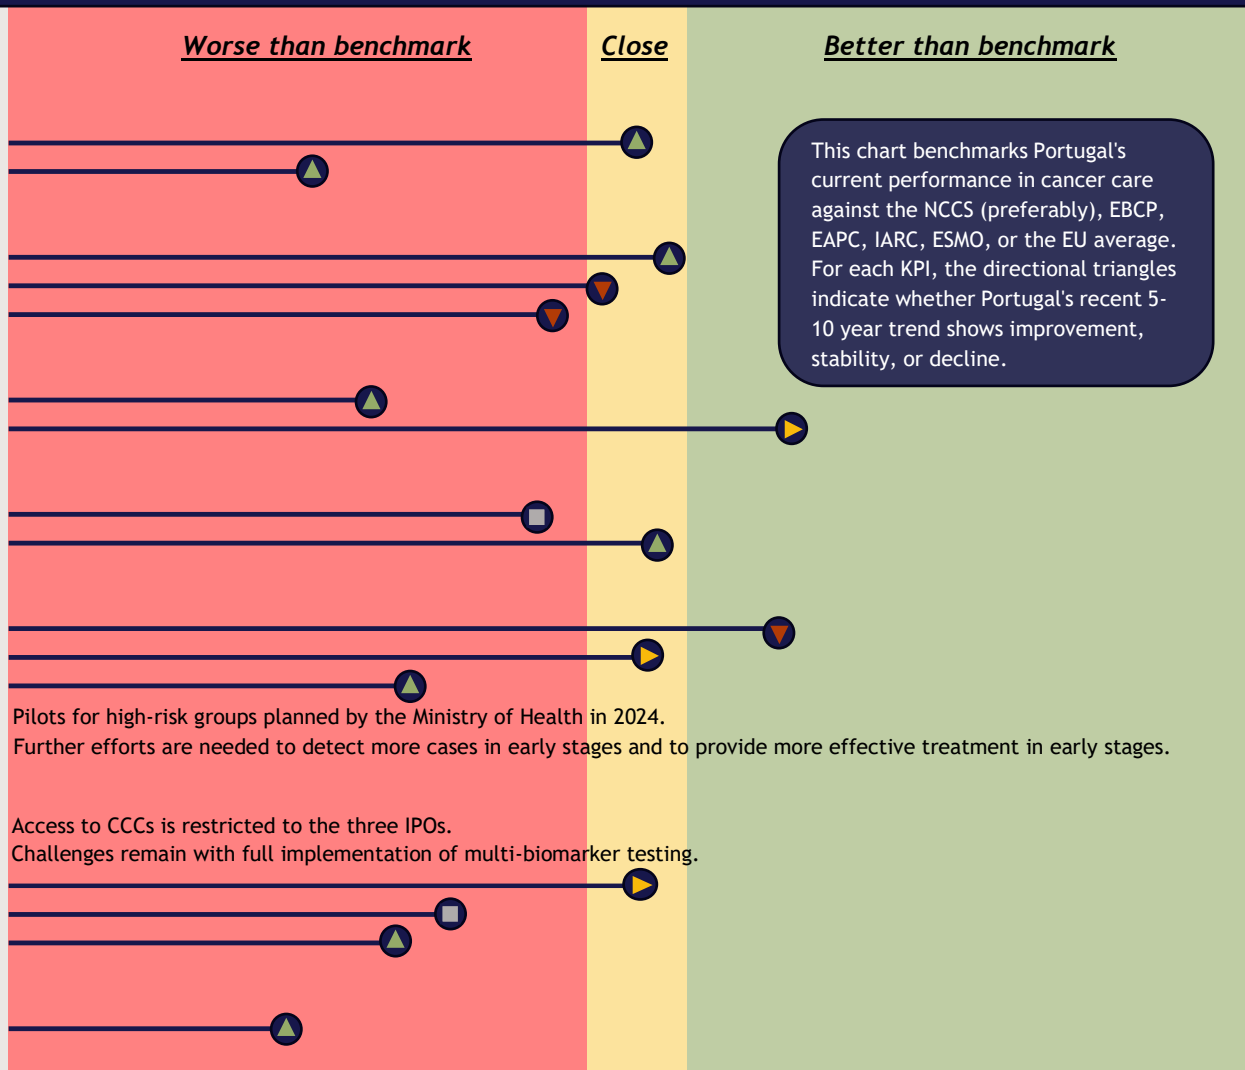 Worse than benchmark
Close
Better than benchmark
This chart benchmarks Portugal's
current performance in cancer care
against the NCCS (preferably), EBCP,
EAPC, IARC, ESMO, or the EU average.
For each KPI, the directional triangles
indicate whether Portugal's recent 5-
10 year trend shows improvement,
stability, or decline.
Pilots for high-risk groups planned by the Ministry of Health in 2024.
Further efforts are needed to detect more cases in early stages and to provide more effective treatment in early stages.
Access to CCCs is restricted to the three IPOs.
Challenges remain with full implementation of multi-biomarker testing.